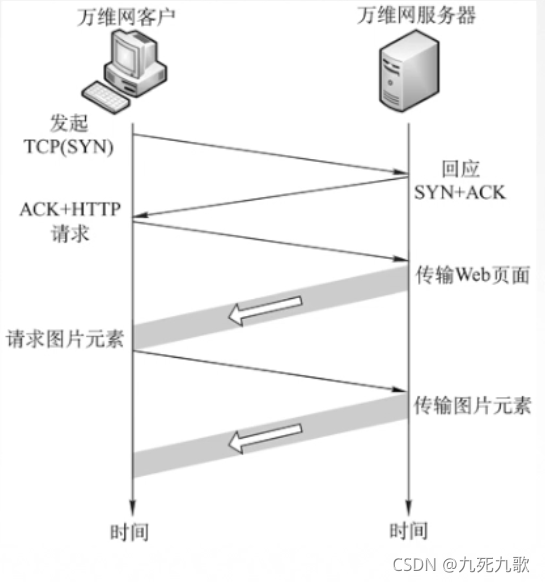 万维网客户
万维网服务器
发起
TCP(SYN)
回应
SYN+ACK
ACK+HTTP
请求
传输Web页面
请求图片元素
传输图片元素
时间
时间
CSDN @九死九歌